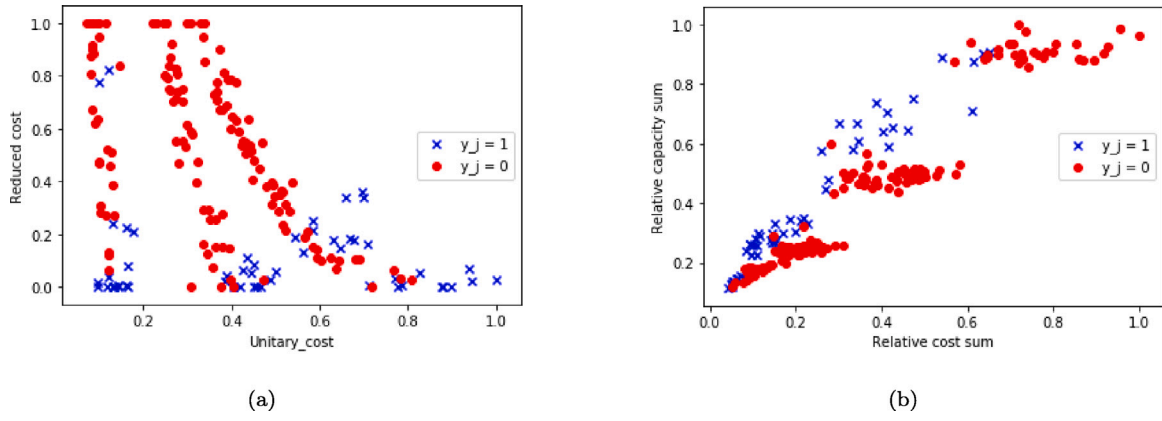 1.0
0.8
0.6
0.4
0.2
0.0
Reduced cost
y_j = 1
y_j = 0
0.2 0.4 0.6 0.8 1.0
Unitary_cost
(a)
1.0
0.8
0.6
0.4
0.2
Relative capacity sum
y_j = 1
y_j = 0
0.0 0.2 0.4 0.6 0.8 1.0
Relative cost sum
(b)